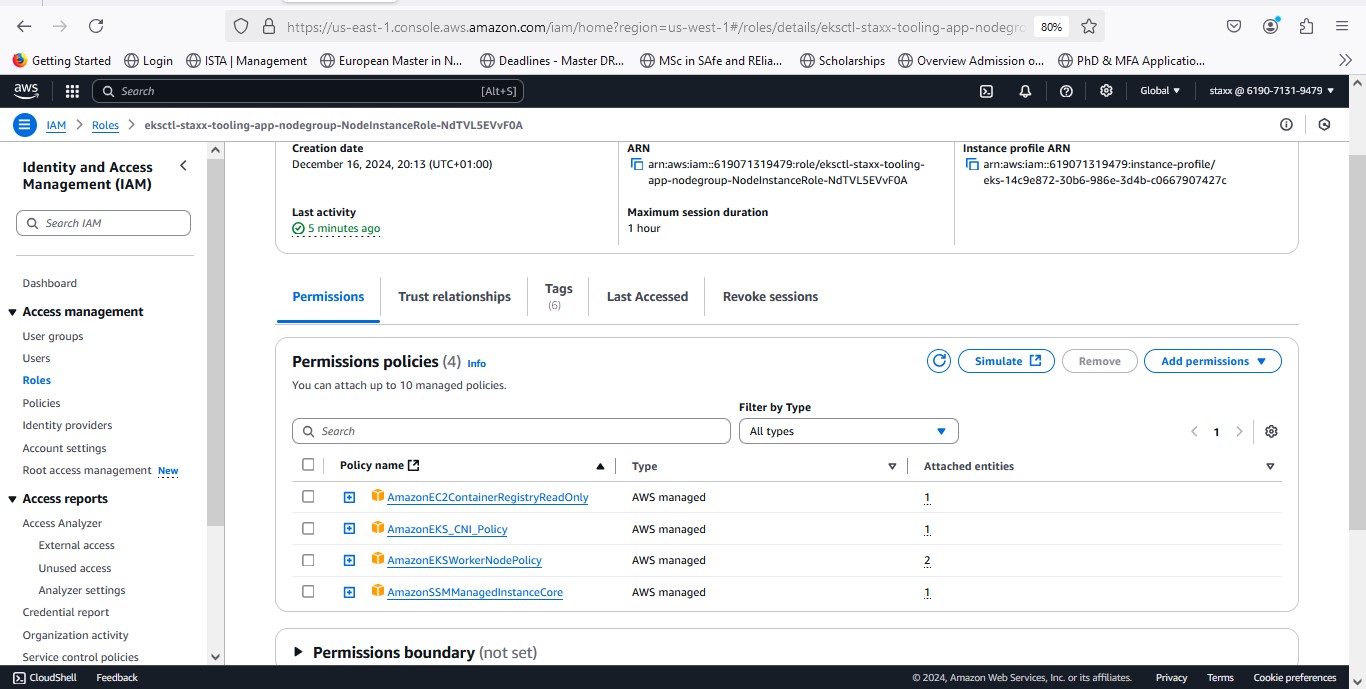 https://us-east-1.console.aws.amazon.com/iam/home?region=us-west-1#/roles/details/eksctl-staxx-tooling-app-nodegro
80%
Getting Started
Login
ISTA | Management
European Master in N...
Deadlines - Master DR...
MSc in SAfe and RElia...
Scholarships
Overview Admission o...
PhD & MFA Applicatio...
aws
Search
[Alt+S]
Global
staxx @ 6190-7131-9479
IAM
Roles
eksctl-staxx-tooling-app-nodegroup-NodeInstanceRole-NdTVL5EVvF0A
Identity and Access
Management (IAM)
Search IAM
Dashboard
Access management
User groups
Users
Roles
Policies
Identity providers
Account settings
Root access management New
Access reports
Access Analyzer
External access
Unused access
Analyzer settings
Credential report
Organization activity
Service control policies
Creation date
December 16, 2024, 20:13 (UTC+01:00)
Last activity
5 minutes ago
ARN
arn:aws:iam::619071319479:role/eksctl-staxx-tooling-
app-nodegroup-NodeInstanceRole-NdTVL5EVvF0A
Maximum session duration
1 hour
Instance profile ARN
arn:aws:iam::619071319479:instance-profile/
eks-14c9e872-30b6-986e-3d4b-c0667907427c
Permissions
Trust relationships
Tags
(6)
Last Accessed
Revoke sessions
Permissions policies (4) Info
You can attach up to 10 managed policies.
Simulate
Remove
Add permissions
Filter by Type
Search
All types
1
Policy name
Type
Attached entities
AmazonEC2ContainerRegistryReadOnly
AWS managed
1
AmazonEKS_CNI_Policy
AWS managed
1
AmazonEKSWorkerNodePolicy
AWS managed
2
AmazonSSMManagedInstanceCore
AWS managed
1
Permissions boundary (not set)
CloudShell
Feedback
© 2024, Amazon Web Services, Inc. or its affiliates.
Privacy
Terms
Cookie preferences